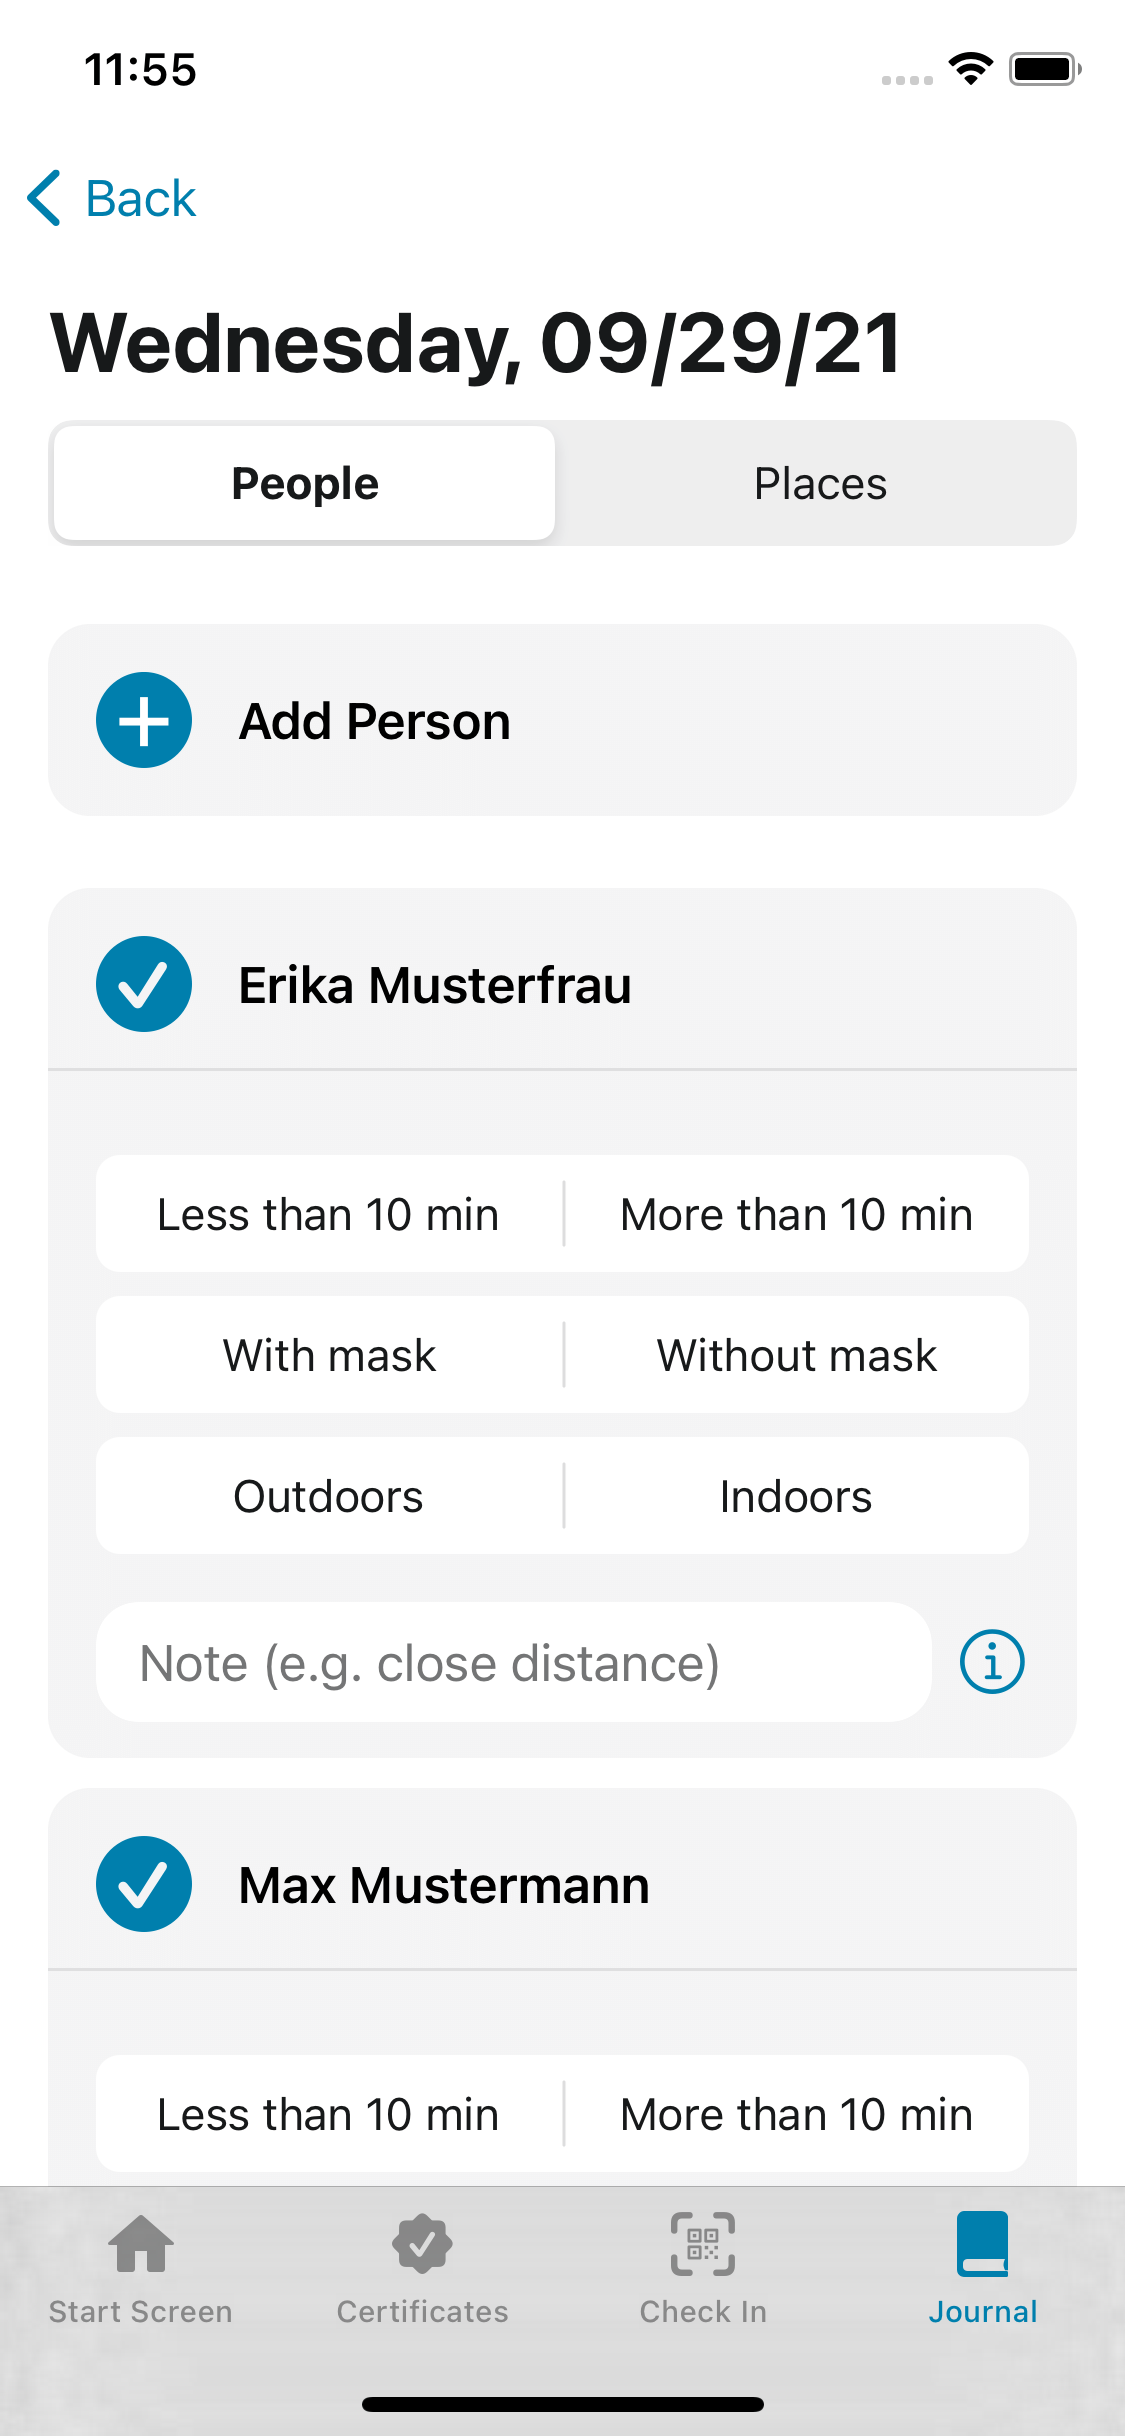 11:55
Back
Wednesday, 09/29/21
People Places
Add Person
Erika Musterfrau
Less than 10 min More than 10 min
With mask Without mask
Outdoors Indoors
Note (e.g. close distance)
Max Mustermann
Less than 10 min More than 10 min
Start Screen Certificates Check In Journal